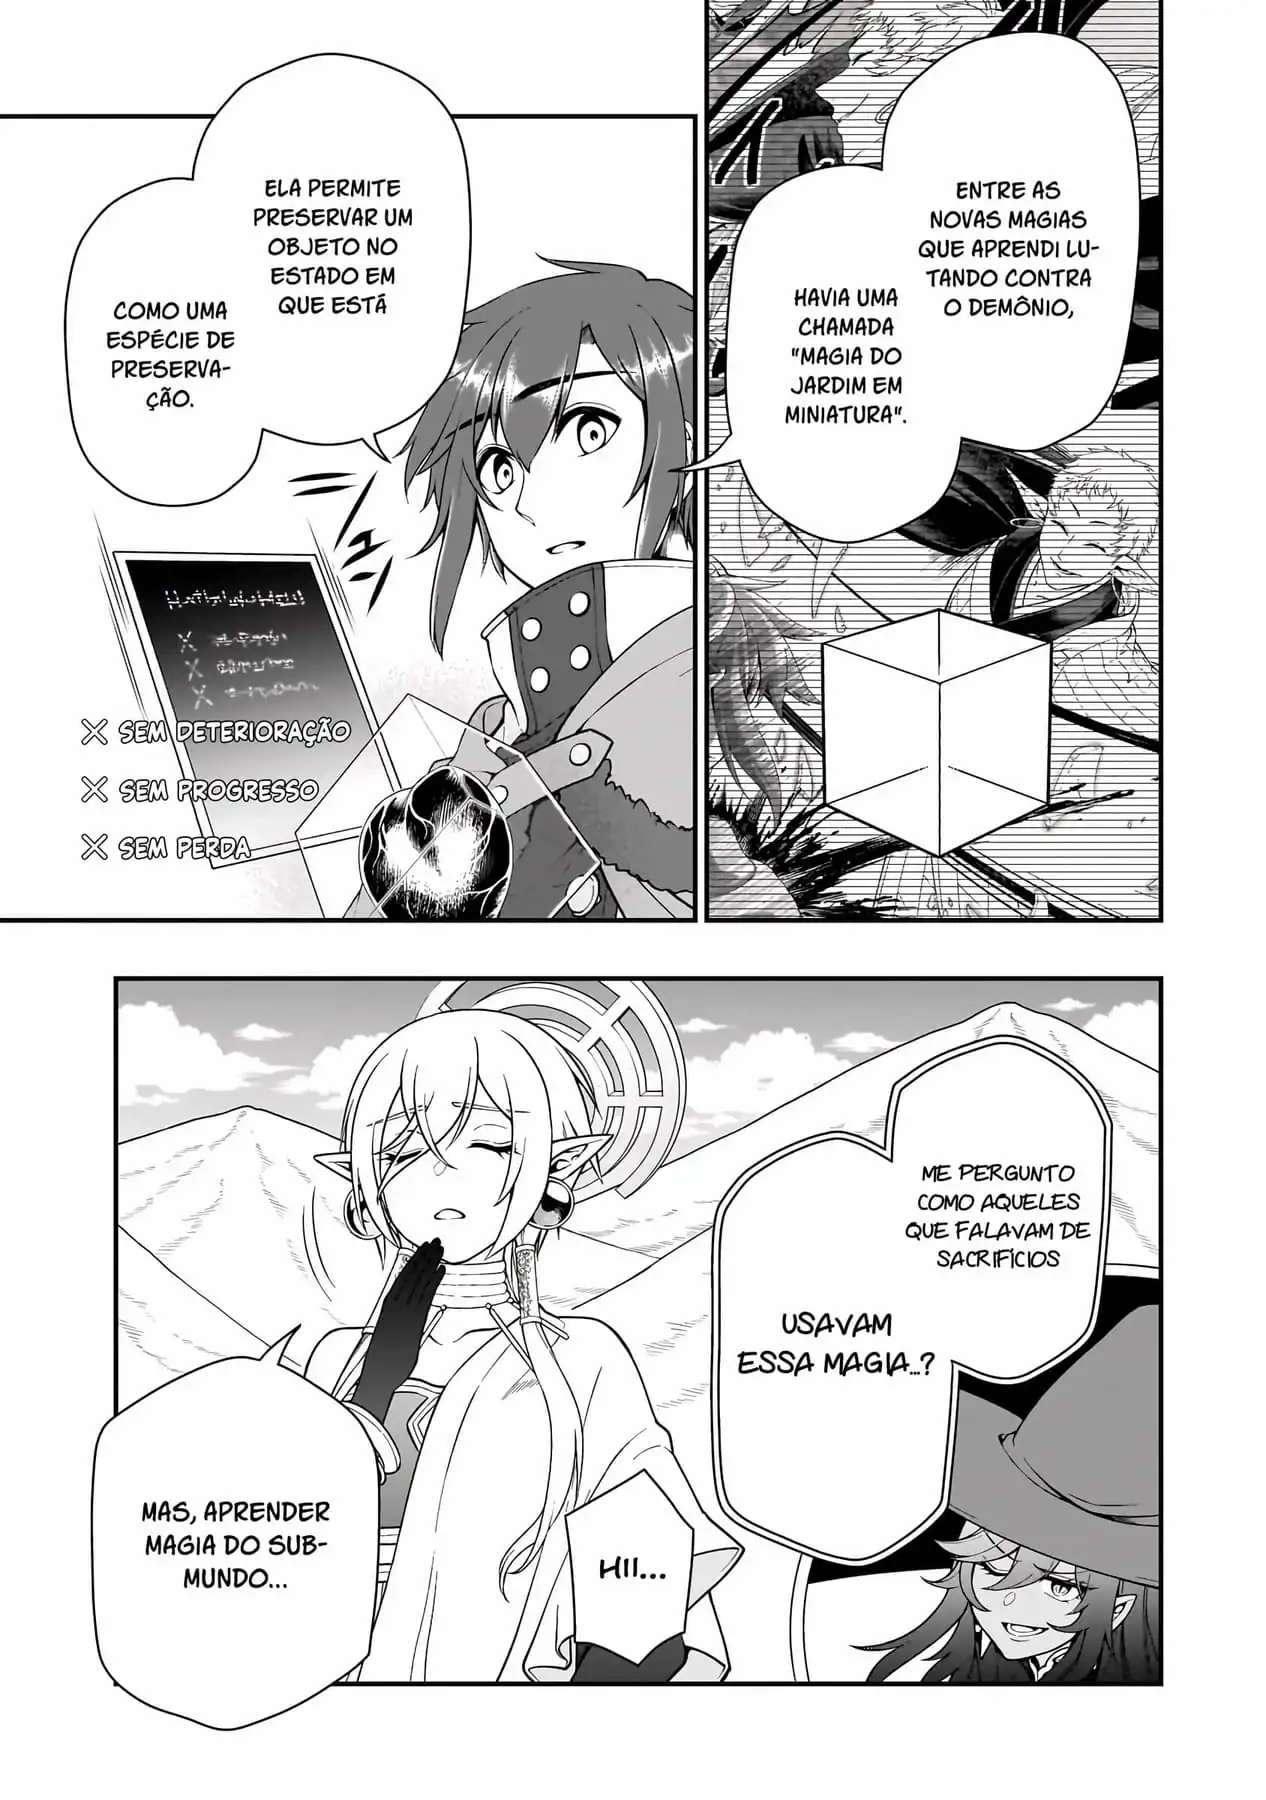 ENTRE AS
NOVAS MAGIAS
QUE APRENDI LU-
TANDO CONTRA
O DEMÔNIO,
HAVIA UMA
CHAMADA
"MAGIA DO
JARDIM EM
MINIATURA".
ELA PERMITE
PRESERVAR UM
OBJETO NO
ESTADO EM
QUE ESTÁ
COMO UMA
ESPÉCIE DE
PRESERVA-
ÇÃO.
X SEM DETERIORAÇÃO
X SEM PROGRESSO
X SEM PERDA
ME PERGUNTO
COMO AQUELES
QUE FALAVAM DE
SACRIFÍCIOS
USAVAM
ESSA MAGIA...?
HII...
MAS, APRENDER
MAGIA DO SUB-
MUNDO...